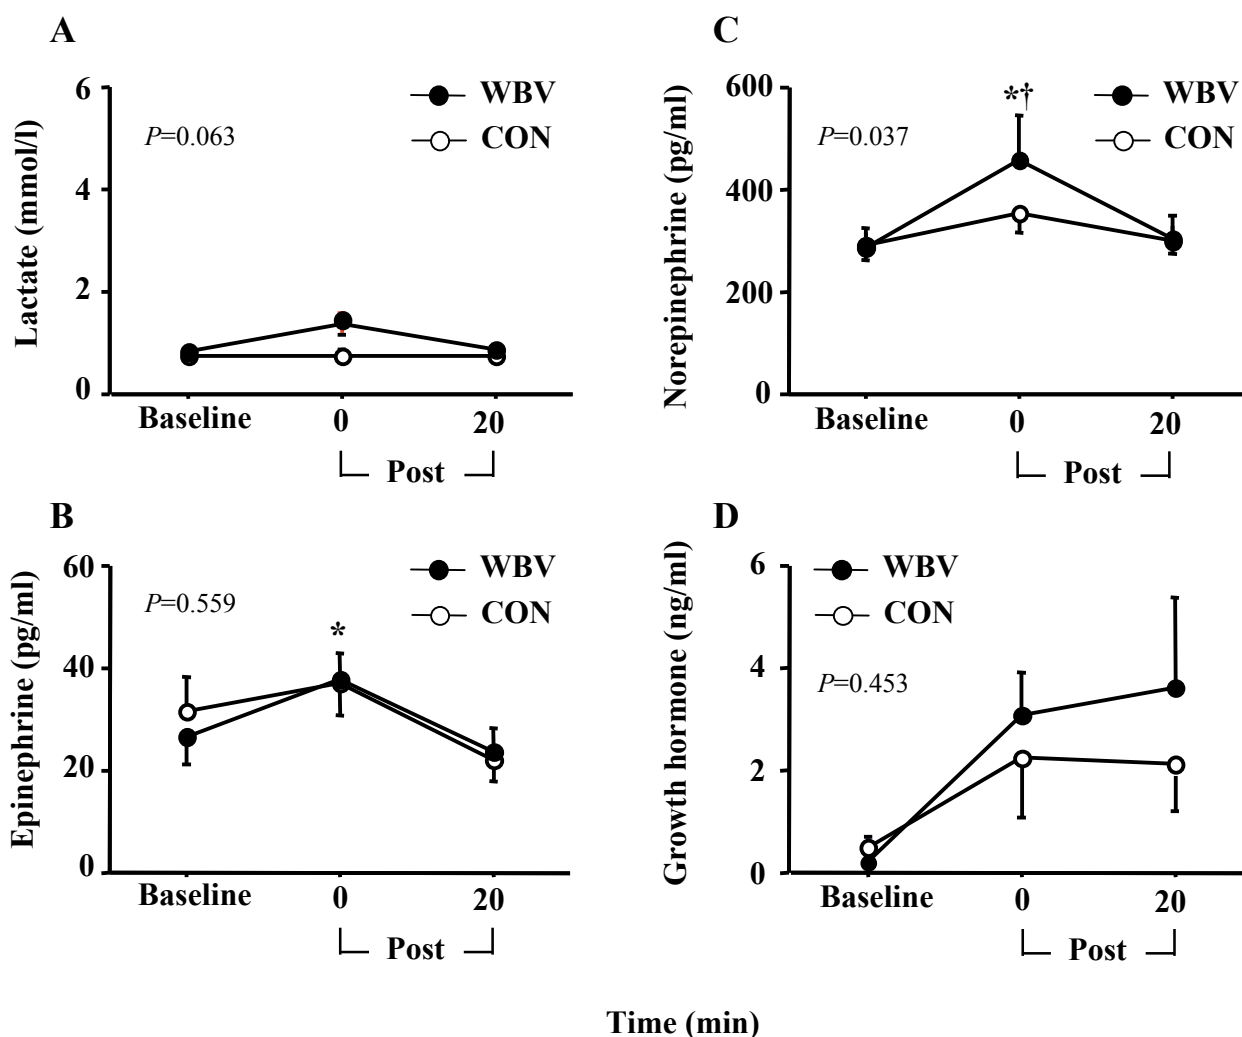 A
Lactate (mmol/l)
6
4
2
0
P=0.063
WBV
CON
Baseline
0
20
Post
B
Epinephrine (pg/ml)
60
40
20
0
P=0.559
*
WBV
CON
Baseline
0
20
Post
C
Norepinephrine (pg/ml)
600
400
200
0
P=0.037
*†
WBV
CON
Baseline
0
20
Post
D
Growth hormone (ng/ml)
6
4
2
0
WBV
CON
P=0.453
Baseline
0
20
Post
Time (min)